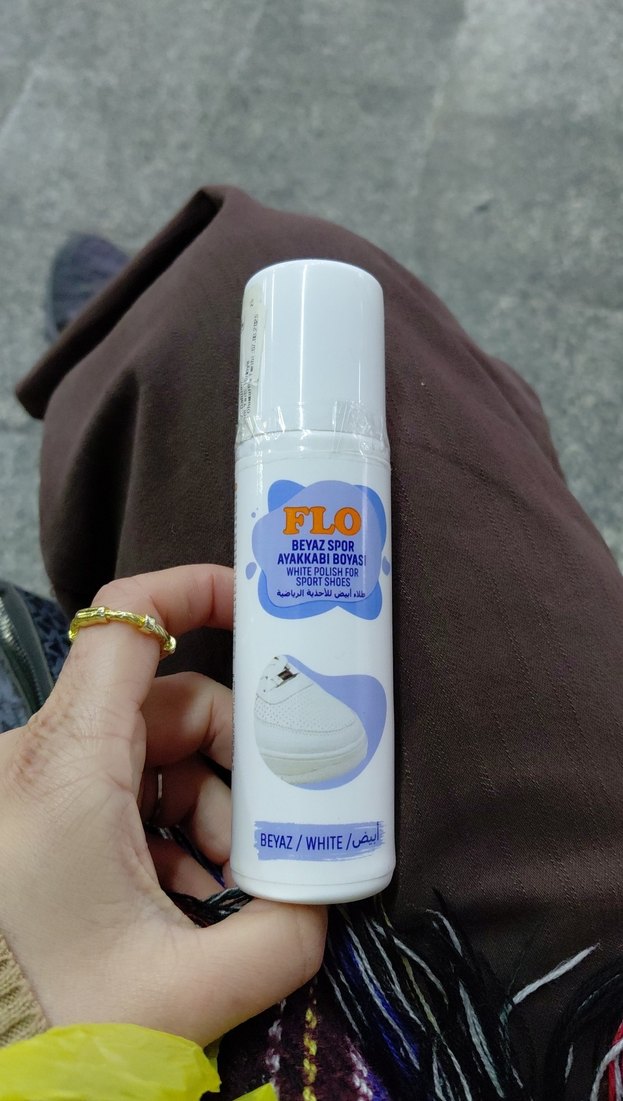 FLO
BEYAZ SPOR
AYAKKABI BOYASI
WHITE POLISH FOR
SPORT SHOES
طلاء أبيض للأحذية الرياضية
BEYAZ / WHITE / أبيض